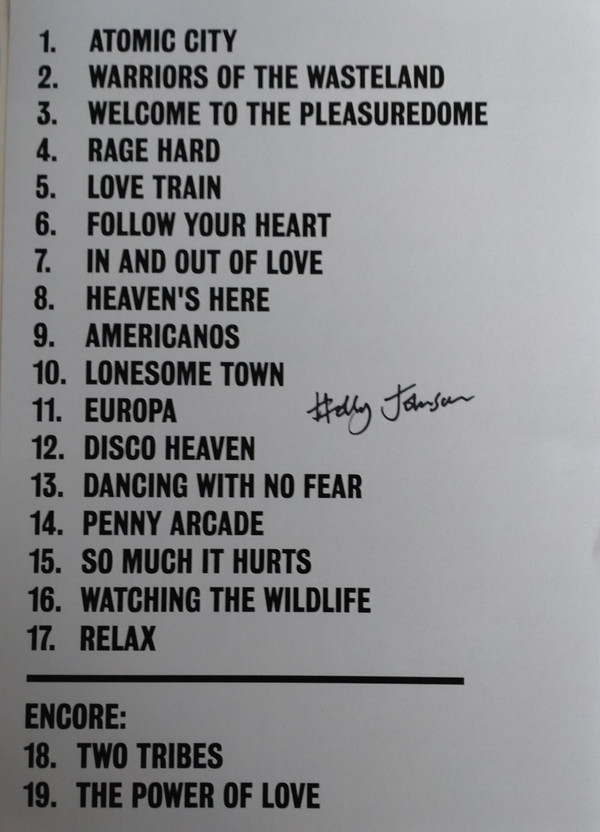 1. ATOMIC CITY
2. WARRIORS OF THE WASTELAND
3. WELCOME TO THE PLEASUREDOME
4. RAGE HARD
5. LOVE TRAIN
6. FOLLOW YOUR HEART
7. IN AND OUT OF LOVE
8. HEAVEN'S HERE
9. AMERICANOS
10. LONESOME TOWN
11. EUROPA
Holly Johnson
12. DISCO HEAVEN
13. DANCING WITH NO FEAR
14. PENNY ARCADE
15. SO MUCH IT HURTS
16. WATCHING THE WILDLIFE
17. RELAX
ENCORE:
18. TWO TRIBES
19. THE POWER OF LOVE